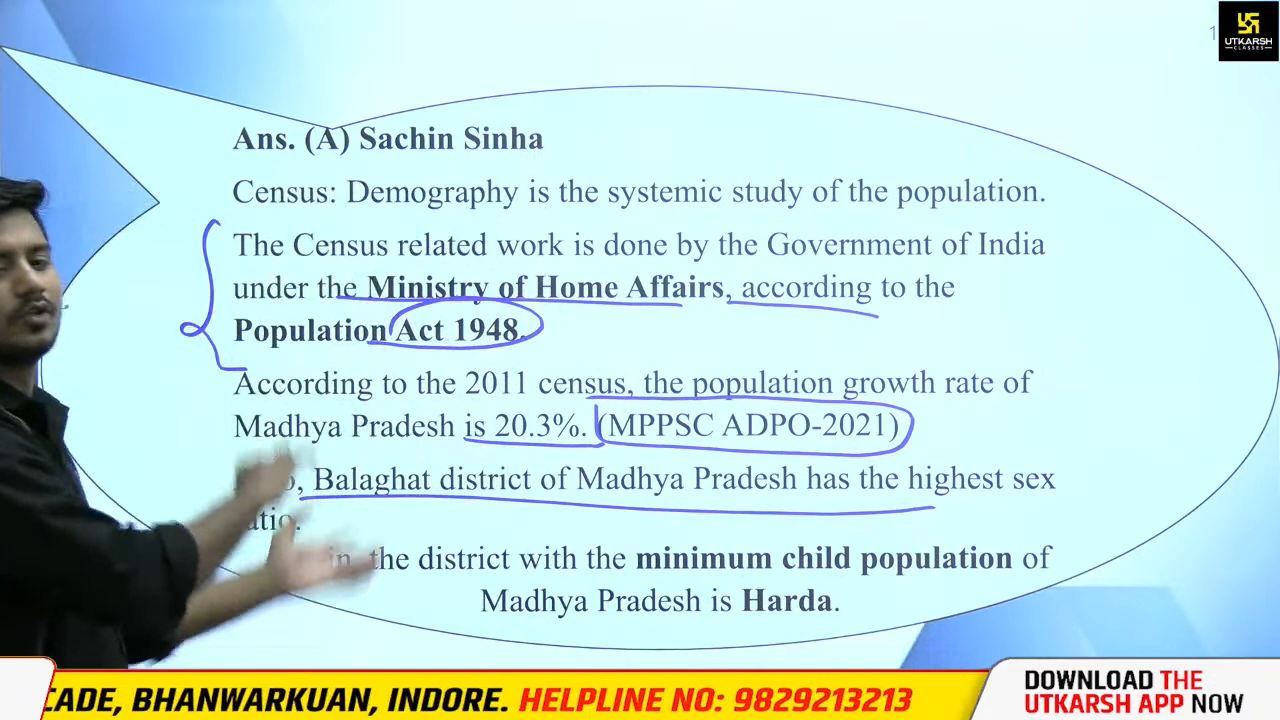 1
UTKARSH
CLASSES
Ans. (A) Sachin Sinha
Census: Demography is the systemic study of the population.
The Census related work is done by the Government of India
under the Ministry of Home Affairs, according to the
Population Act 1948.
According to the 2011 census, the population growth rate of
Madhya Pradesh is 20.3%. (MPPSC ADPO-2021)
Balaghat district of Madhya Pradesh has the highest sex
the district with the minimum child population of
Madhya Pradesh is Harda.
BHANWARKUAN, INDORE. HELPLINE NO: 9829213213
DOWNLOAD THE
UTKARSH APP NOW